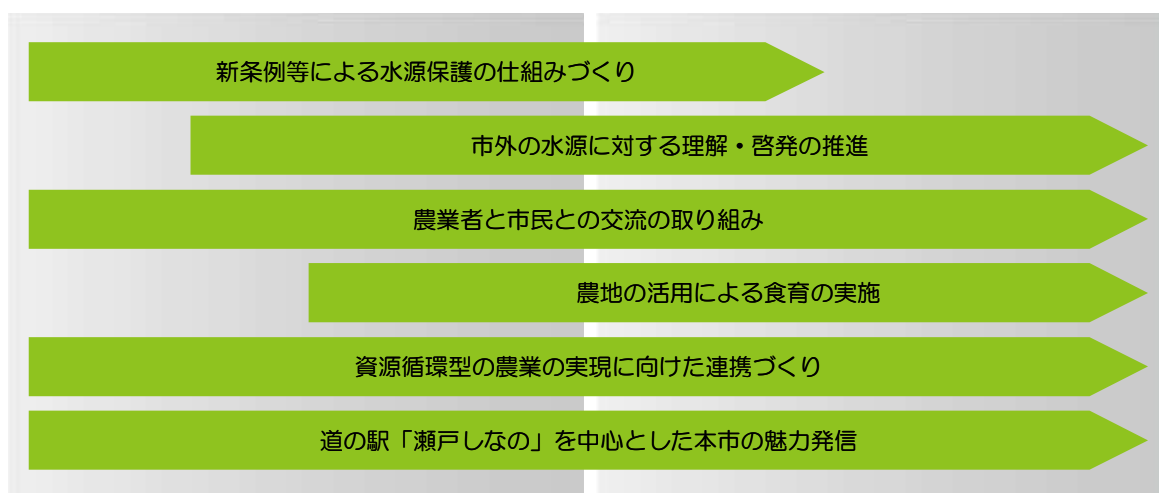 新条例等による水源保護の仕組みづくり
市外の水源に対する理解・啓発の推進
農業者と市民との交流の取り組み
農地の活用による食育の実施
資源循環型の農業の実現に向けた連携づくり
道の駅「瀬戸しなの」を中心とした本市の魅力発信